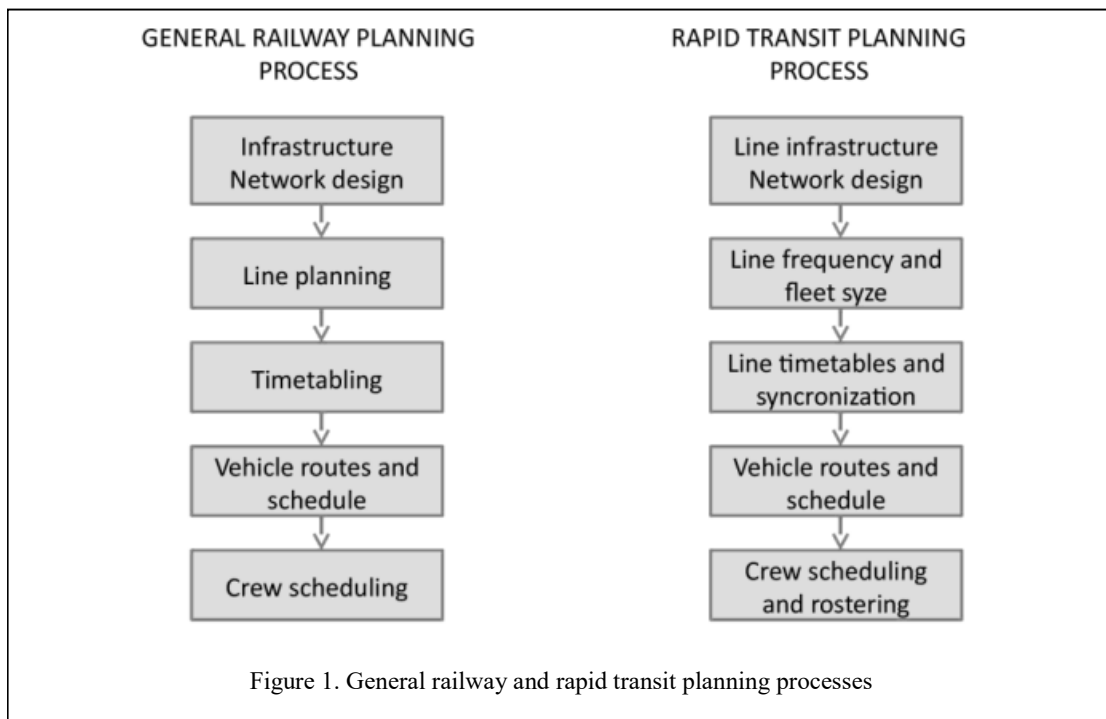 GENERAL RAILWAY PLANNING
PROCESS
Infrastructure
Network design
Line planning
Timetabling
Vehicle routes and
schedule
Crew scheduling
RAPID TRANSIT PLANNING
PROCESS
Line infrastructure
Network design
Line frequency and
fleet syze
Line timetables and
syncronization
Vehicle routes and
schedule
Crew scheduling
and rostering
Figure 1. General railway and rapid transit planning processes